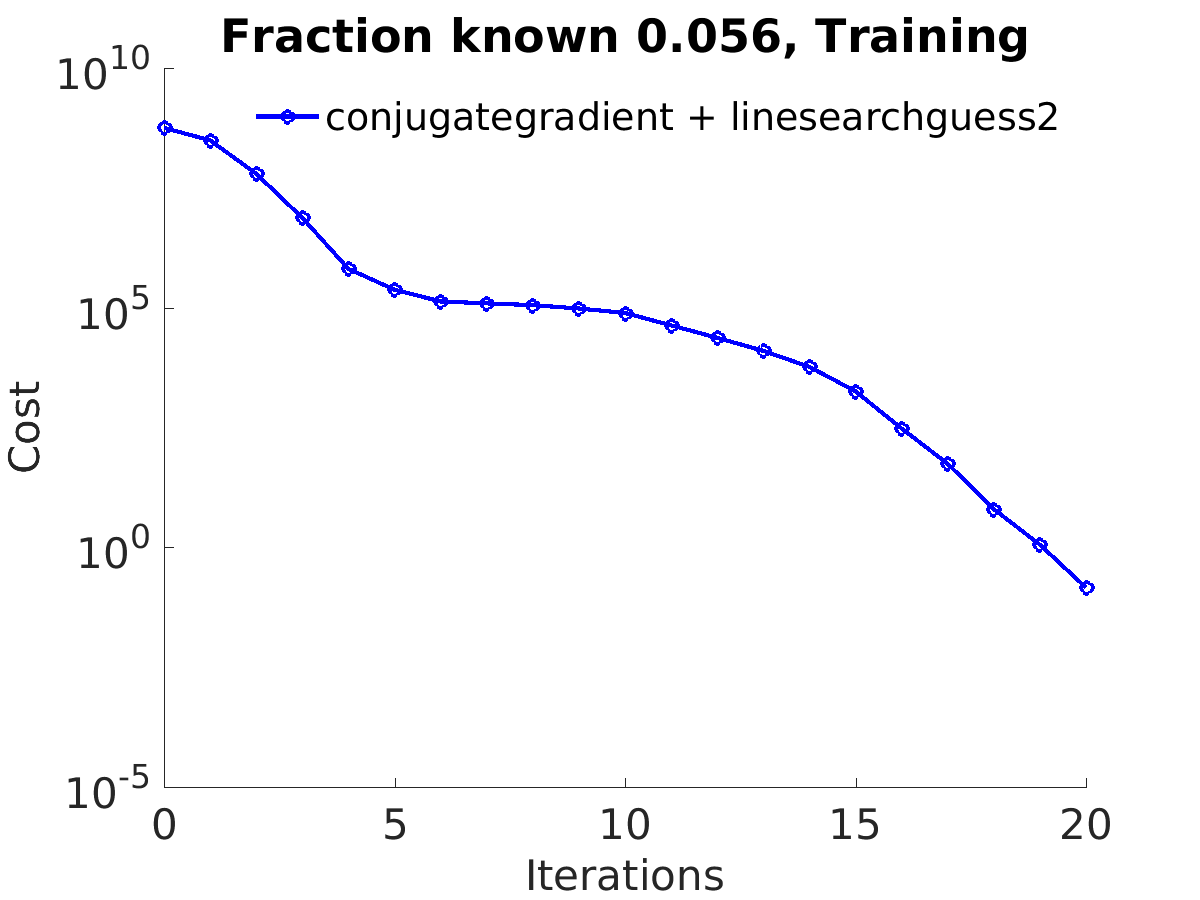 Fraction known 0.056, Training
conjugategradient + linesearchguess2
10^10
10^5
10^0
10^-5
Cost
0 5 10 15 20
Iterations